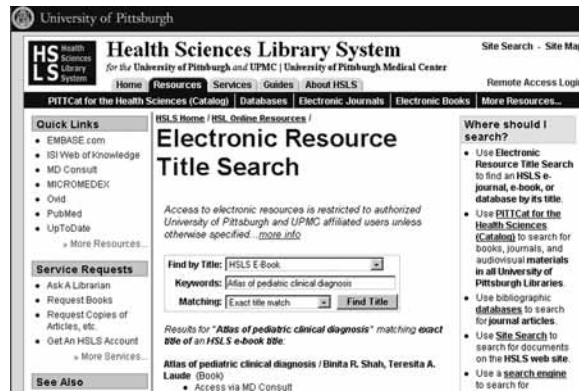 University of Pittsburgh
HS Health Sciences
LS Library System
Health Sciences Library System
for the University of Pittsburgh and UPMC | University of Pittsburgh Medical Center
Site Search - Site Map
Home Resources Services Guides About HSLS
Remote Access Login
PITTCat for the Health Sciences (Catalog) Databases Electronic Journals Electronic Books More Resources...
Quick Links
EMBASE.com
ISI Web of Knowledge
MD Consult
MICROMEDEX
Ovid
PubMed
UpToDate
» More Resources...
Service Requests
Ask A Librarian
Request Books
Request Copies of
Articles, etc.
Get An HSLS Account
» More Services...
See Also
HSLS Home / HSL Online Resources /
Electronic Resource
Title Search
Access to electronic resources is restricted to authorized
University of Pittsburgh and UPMC affiliated users unless
otherwise specified...more info
Find by Title: HSLS E-Book
Keywords: Atlas of pediatric clinical diagnosis
Matching: Exact title match Find Title
Results for "Atlas of pediatric clinical diagnosis" matching exact
title of an HSLS e-book title:
Atlas of pediatric clinical diagnosis / Binita R. Shah, Teresita A.
Laude (Book)
Access via MD Consult
Where should I
search?
Use Electronic
Resource Title Search
to find an HSLS e-
journal, e-book, or
database by its title.
Use PITTCat for the
Health Sciences
(Catalog) to search for
books, journals, and
audiovisual materials
in all University of
Pittsburgh Libraries.
Use bibliographic
databases to search
for journal articles.
Use Site Search to
search for documents
on the HSLS web site.
Use a search engine
to search for